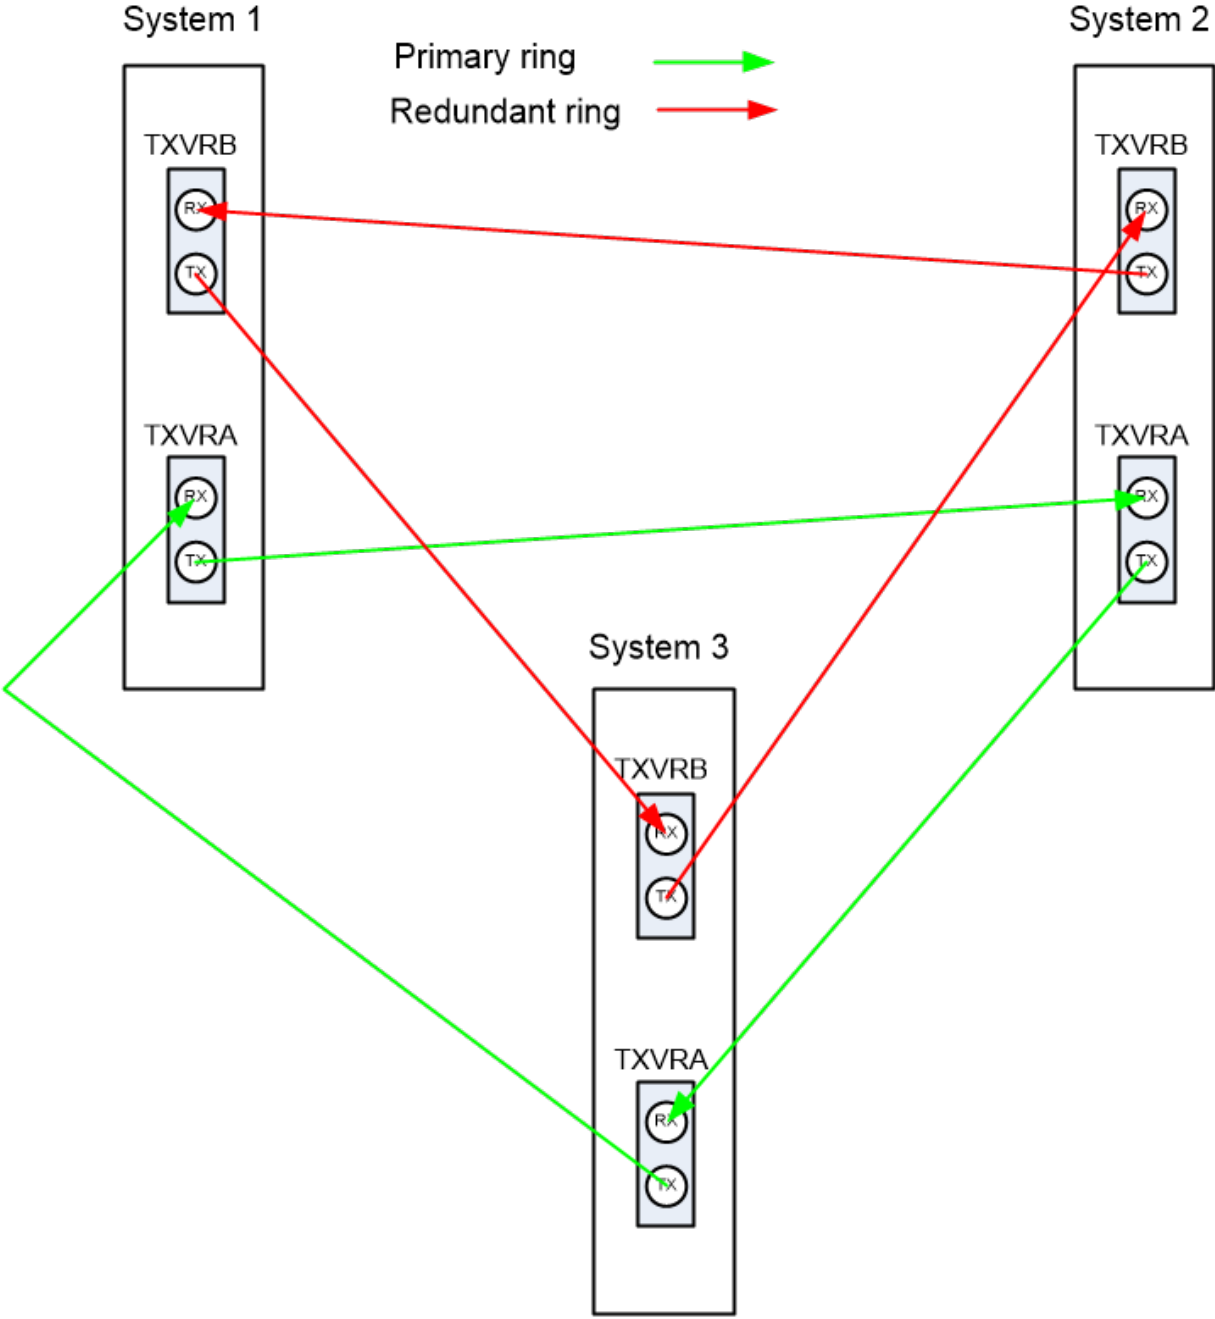 System 1
System 2
Primary ring
Redundant ring
TXVRB
RX
TX
TXVRA
RX
TX
TXVRB
RX
TX
TXVRA
RX
TX
System 3
TXVRB
RX
TX
TXVRA
RX
TX